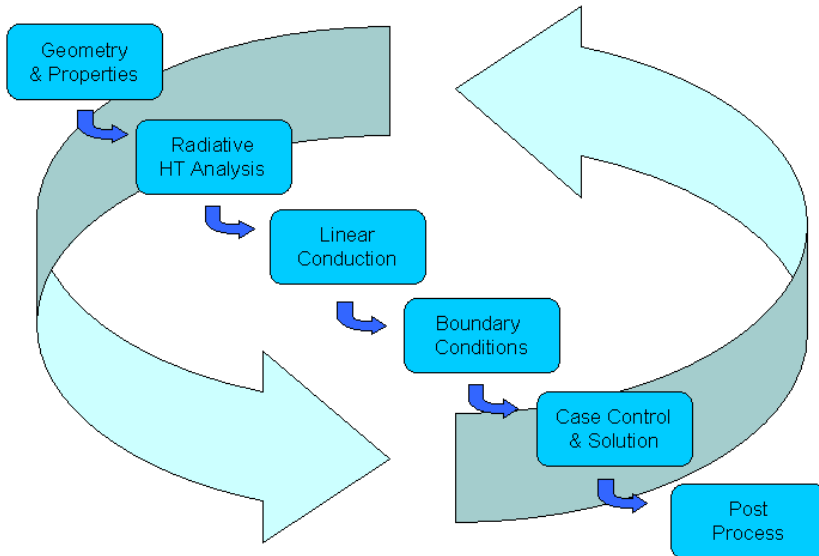 Geometry
& Properties
Radiative
HT Analysis
Linear
Conduction
Boundary
Conditions
Case Control
& Solution
Post
Process